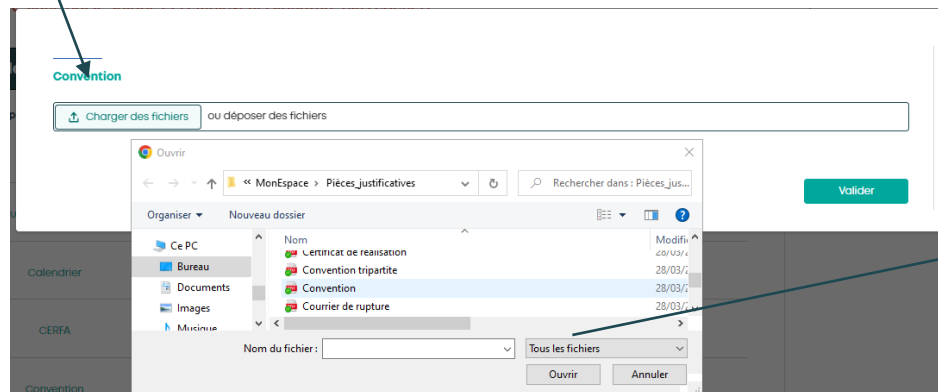 Convention
Charger des fichiers ou déposer des fichiers
Ouvrir
« MonEspace › Pièces_justificatives
Rechercher dans : Pièces_jus...
Valider
Organiser Nouveau dossier
Nom Modifi
Ce PC
Certificat de réalisation 28/03/2
Bureau
Convention tripartite 28/03/2
Documents
Convention 28/03/2
Images
Courrier de rupture 28/03/2
Musique
Nom du fichier : Tous les fichiers
Ouvrir Annuler
Calendrier
CERFA
Convention